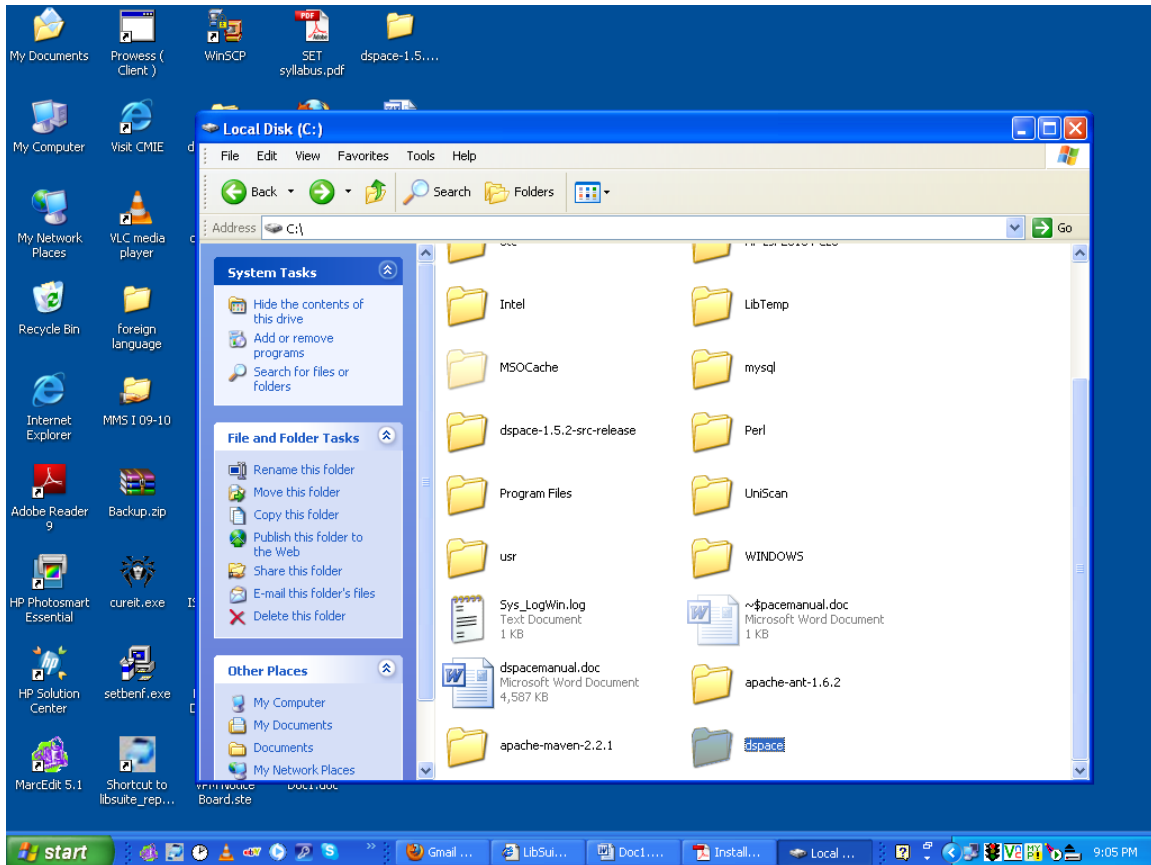 My Documents
Prowess ( Client )
WinSCP
SET syllabus.pdf
dspace-1.5....
My Computer
Visit CMIE
My Network Places
VLC media player
Recycle Bin
foreign language
Internet Explorer
MMS I 09-10
Adobe Reader 9
Backup.zip
HP Photosmart Essential
cureit.exe
HP Solution Center
setbenf.exe
MarcEdit 5.1
Shortcut to libsuite_rep...
Board.ste
Doc1.doc
Local Disk (C:)
File Edit View Favorites Tools Help
Back Search Folders
Address C:\ Go
System Tasks
Hide the contents of this drive
Add or remove programs
Search for files or folders
File and Folder Tasks
Rename this folder
Move this folder
Copy this folder
Publish this folder to the Web
Share this folder
E-mail this folder's files
Delete this folder
Other Places
My Computer
My Documents
Documents
My Network Places
Intel
LibTemp
MSOCache
mysql
dspace-1.5.2-src-release
Perl
Program Files
UniScan
usr
WINDOWS
Sys_LogWin.log
Text Document
1 KB
~$pacemanual.doc
Microsoft Word Document
1 KB
dspacemanual.doc
Microsoft Word Document
4,587 KB
apache-ant-1.6.2
apache-maven-2.2.1
dspace
start
Gmail ...
LibSui...
Doc1....
Install...
Local ...
9:05 PM